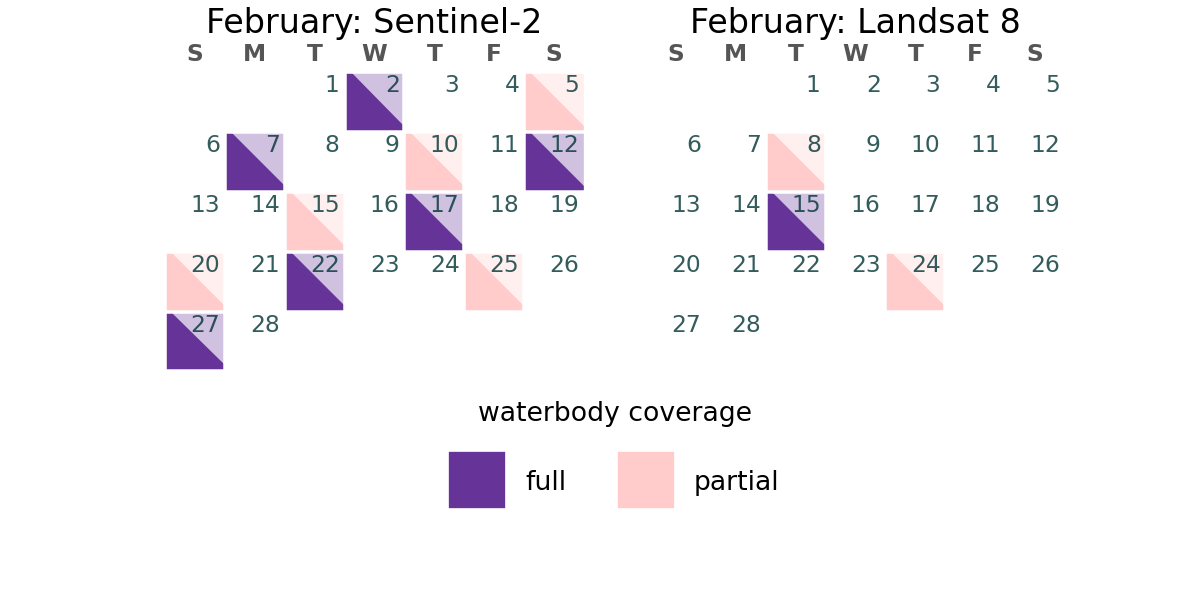 February: Sentinel-2
S M T W T F S
1 2 3 4 5
6 7 8 9 10 11 12
13 14 15 16 17 18 19
20 21 22 23 24 25 26
27 28
February: Landsat 8
S M T W T F S
1 2 3 4 5
6 7 8 9 10 11 12
13 14 15 16 17 18 19
20 21 22 23 24 25 26
27 28
waterbody coverage
full
partial